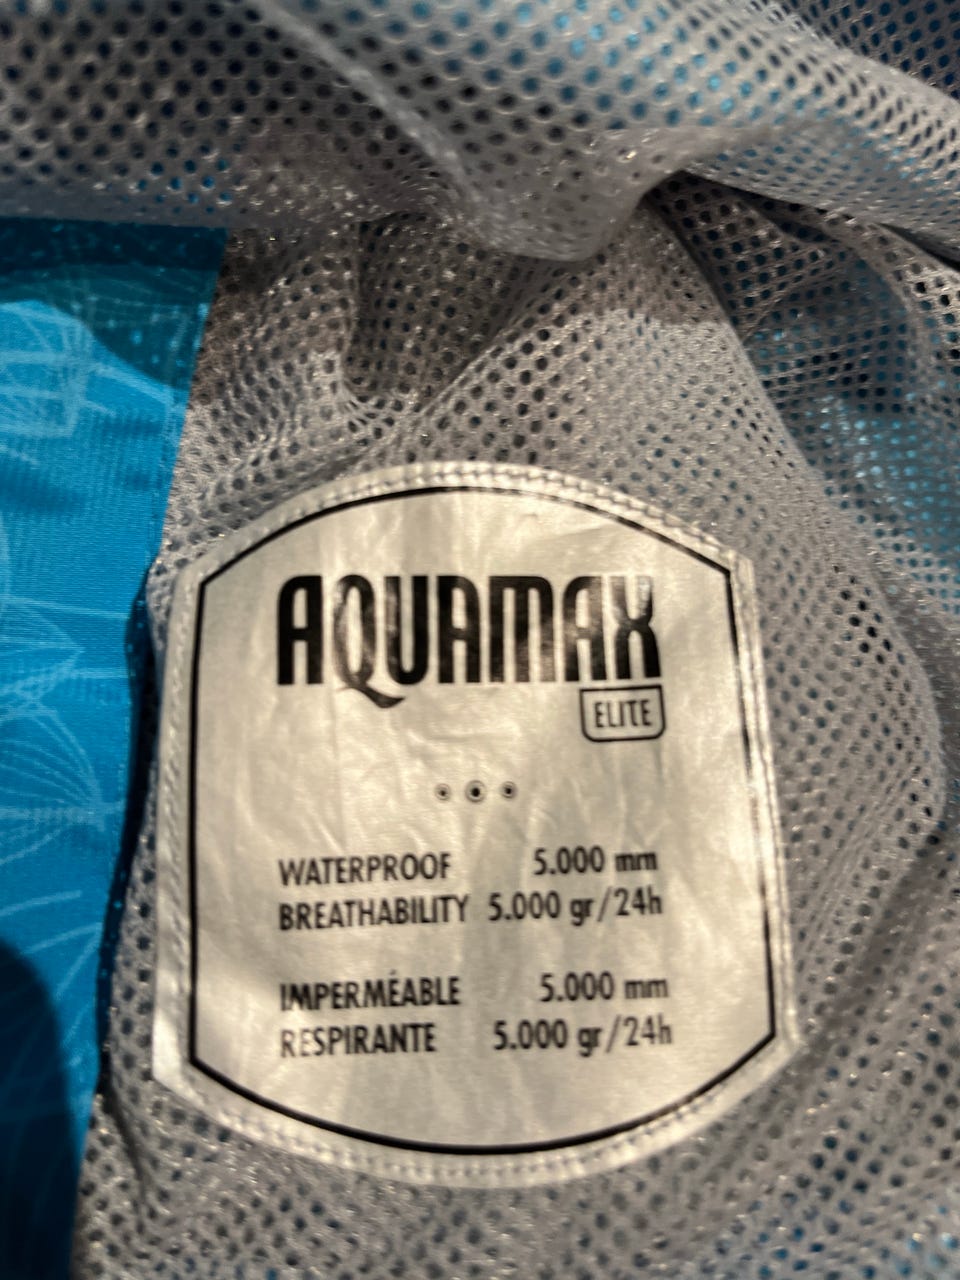 AQUAMAX
ELITE
WATERPROOF 5.000 mm
BREATHABILITY 5.000 gr/24h
IMPERMÉABLE 5.000 mm
RESPIRANTE 5.000 gr/24h